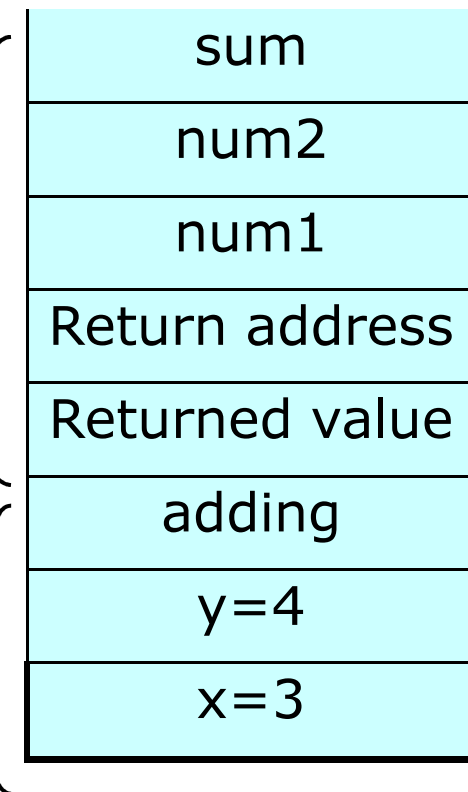 sum
num2
num1
Return address
Returned value
adding
y=4
x=3